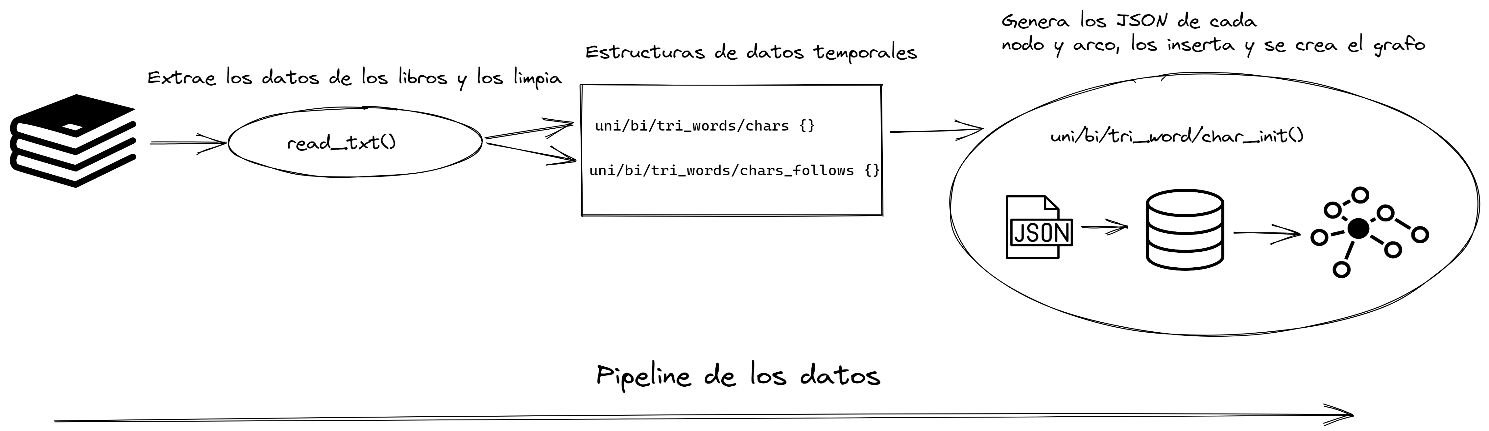 Extrae los datos de los libros y los limpia
read_txt()
Estructuras de datos temporales
uni/bi/tri_words/chars {}
uni/bi/tri_words/chars_follows {}
Genera los JSON de cada
nodo y arco, los inserta y se crea el grafo
uni/bi/tri_word/char_init()
JSON
Pipeline de los datos